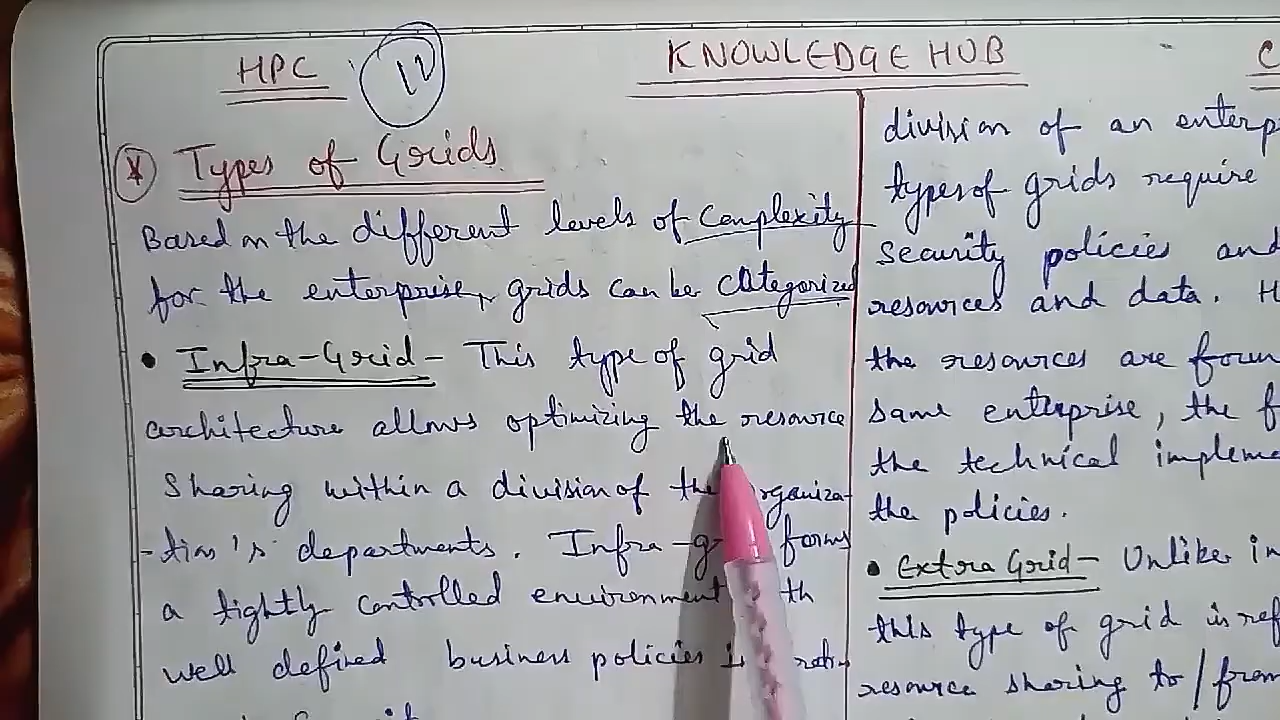 HPC
11
KNOWLEDGE HUB
C
Types of Grids
Based on the different levels of Complexity
for the enterprise, grids can be categorized
• Infra-Grid - This type of grid
architecture allows optimizing the resource
Sharing within a division of the organiza-
-tion's departments. Infra-g forms
a tightly controlled environment th
well defined business policies
division of an enterp
types of grids require
Security policies and
resources and data. H
the resources are foun
same enterprise, the f
the technical impleme
the policies.
• Extra Grid - Unlike in
this type of grid is ref
resource sharing to/from